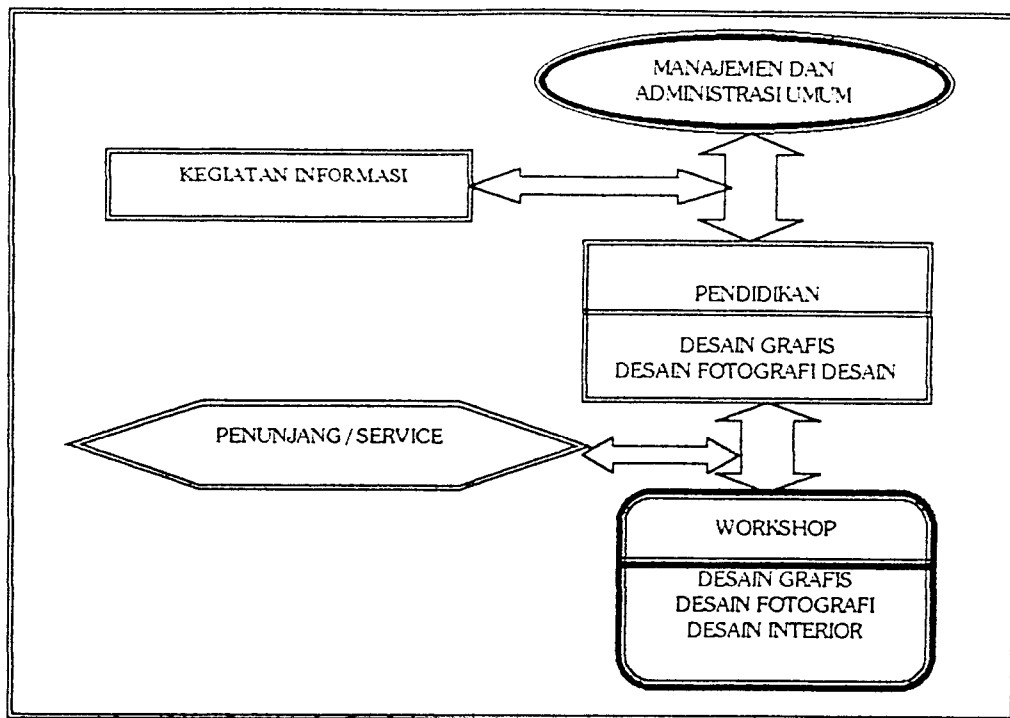 MANAJEMEN DAN
ADMINISTRASI UMUM
KEGIATAN INFORMASI
PENDIDIKAN
DESAIN GRAFIS
DESAIN FOTOGRAFI DESAIN
PENUNJANG / SERVICE
WORKSHOP
DESAIN GRAFIS
DESAIN FOTOGRAFI
DESAIN INTERIOR